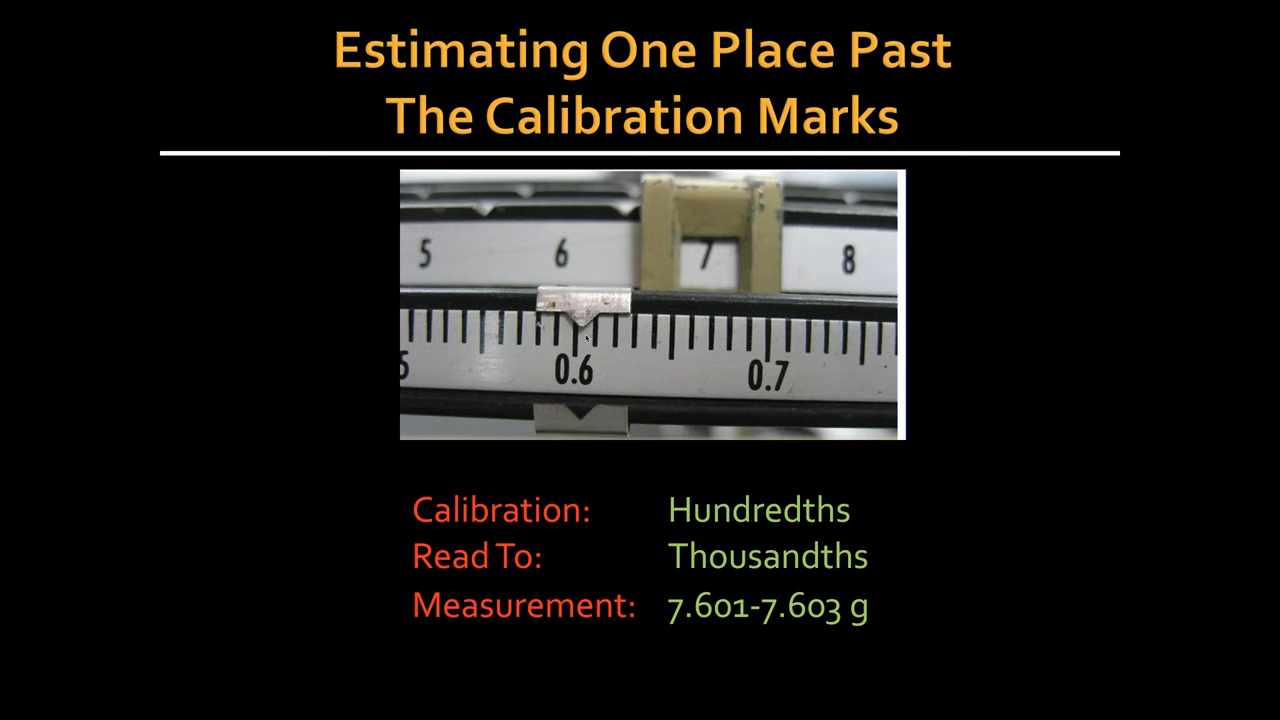 Estimating One Place Past
The Calibration Marks
5 6 7 8
5 0.6 0.7
Calibration: Hundredths
Read To: Thousandths
Measurement: 7.601-7.603 g